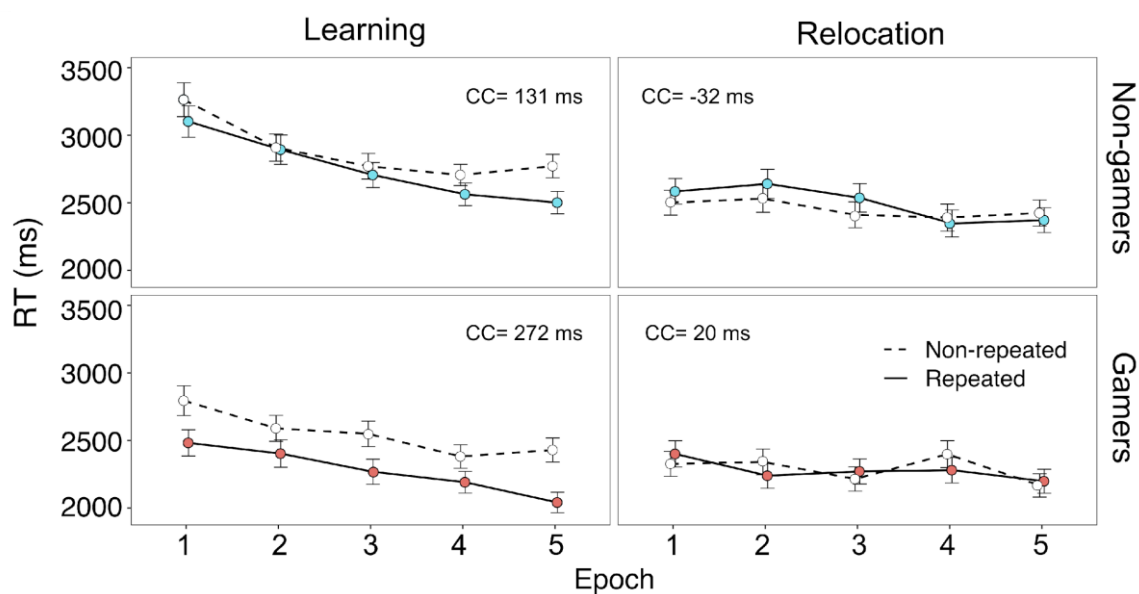 Learning
Relocation
3500
3000
2500
2000
CC= 131 ms
CC= -32 ms
Non-gamers
RT (ms)
3500
3000
2500
2000
CC= 272 ms
CC= 20 ms
Non-repeated
Repeated
Gamers
1 2 3 4 5
1 2 3 4 5
Epoch